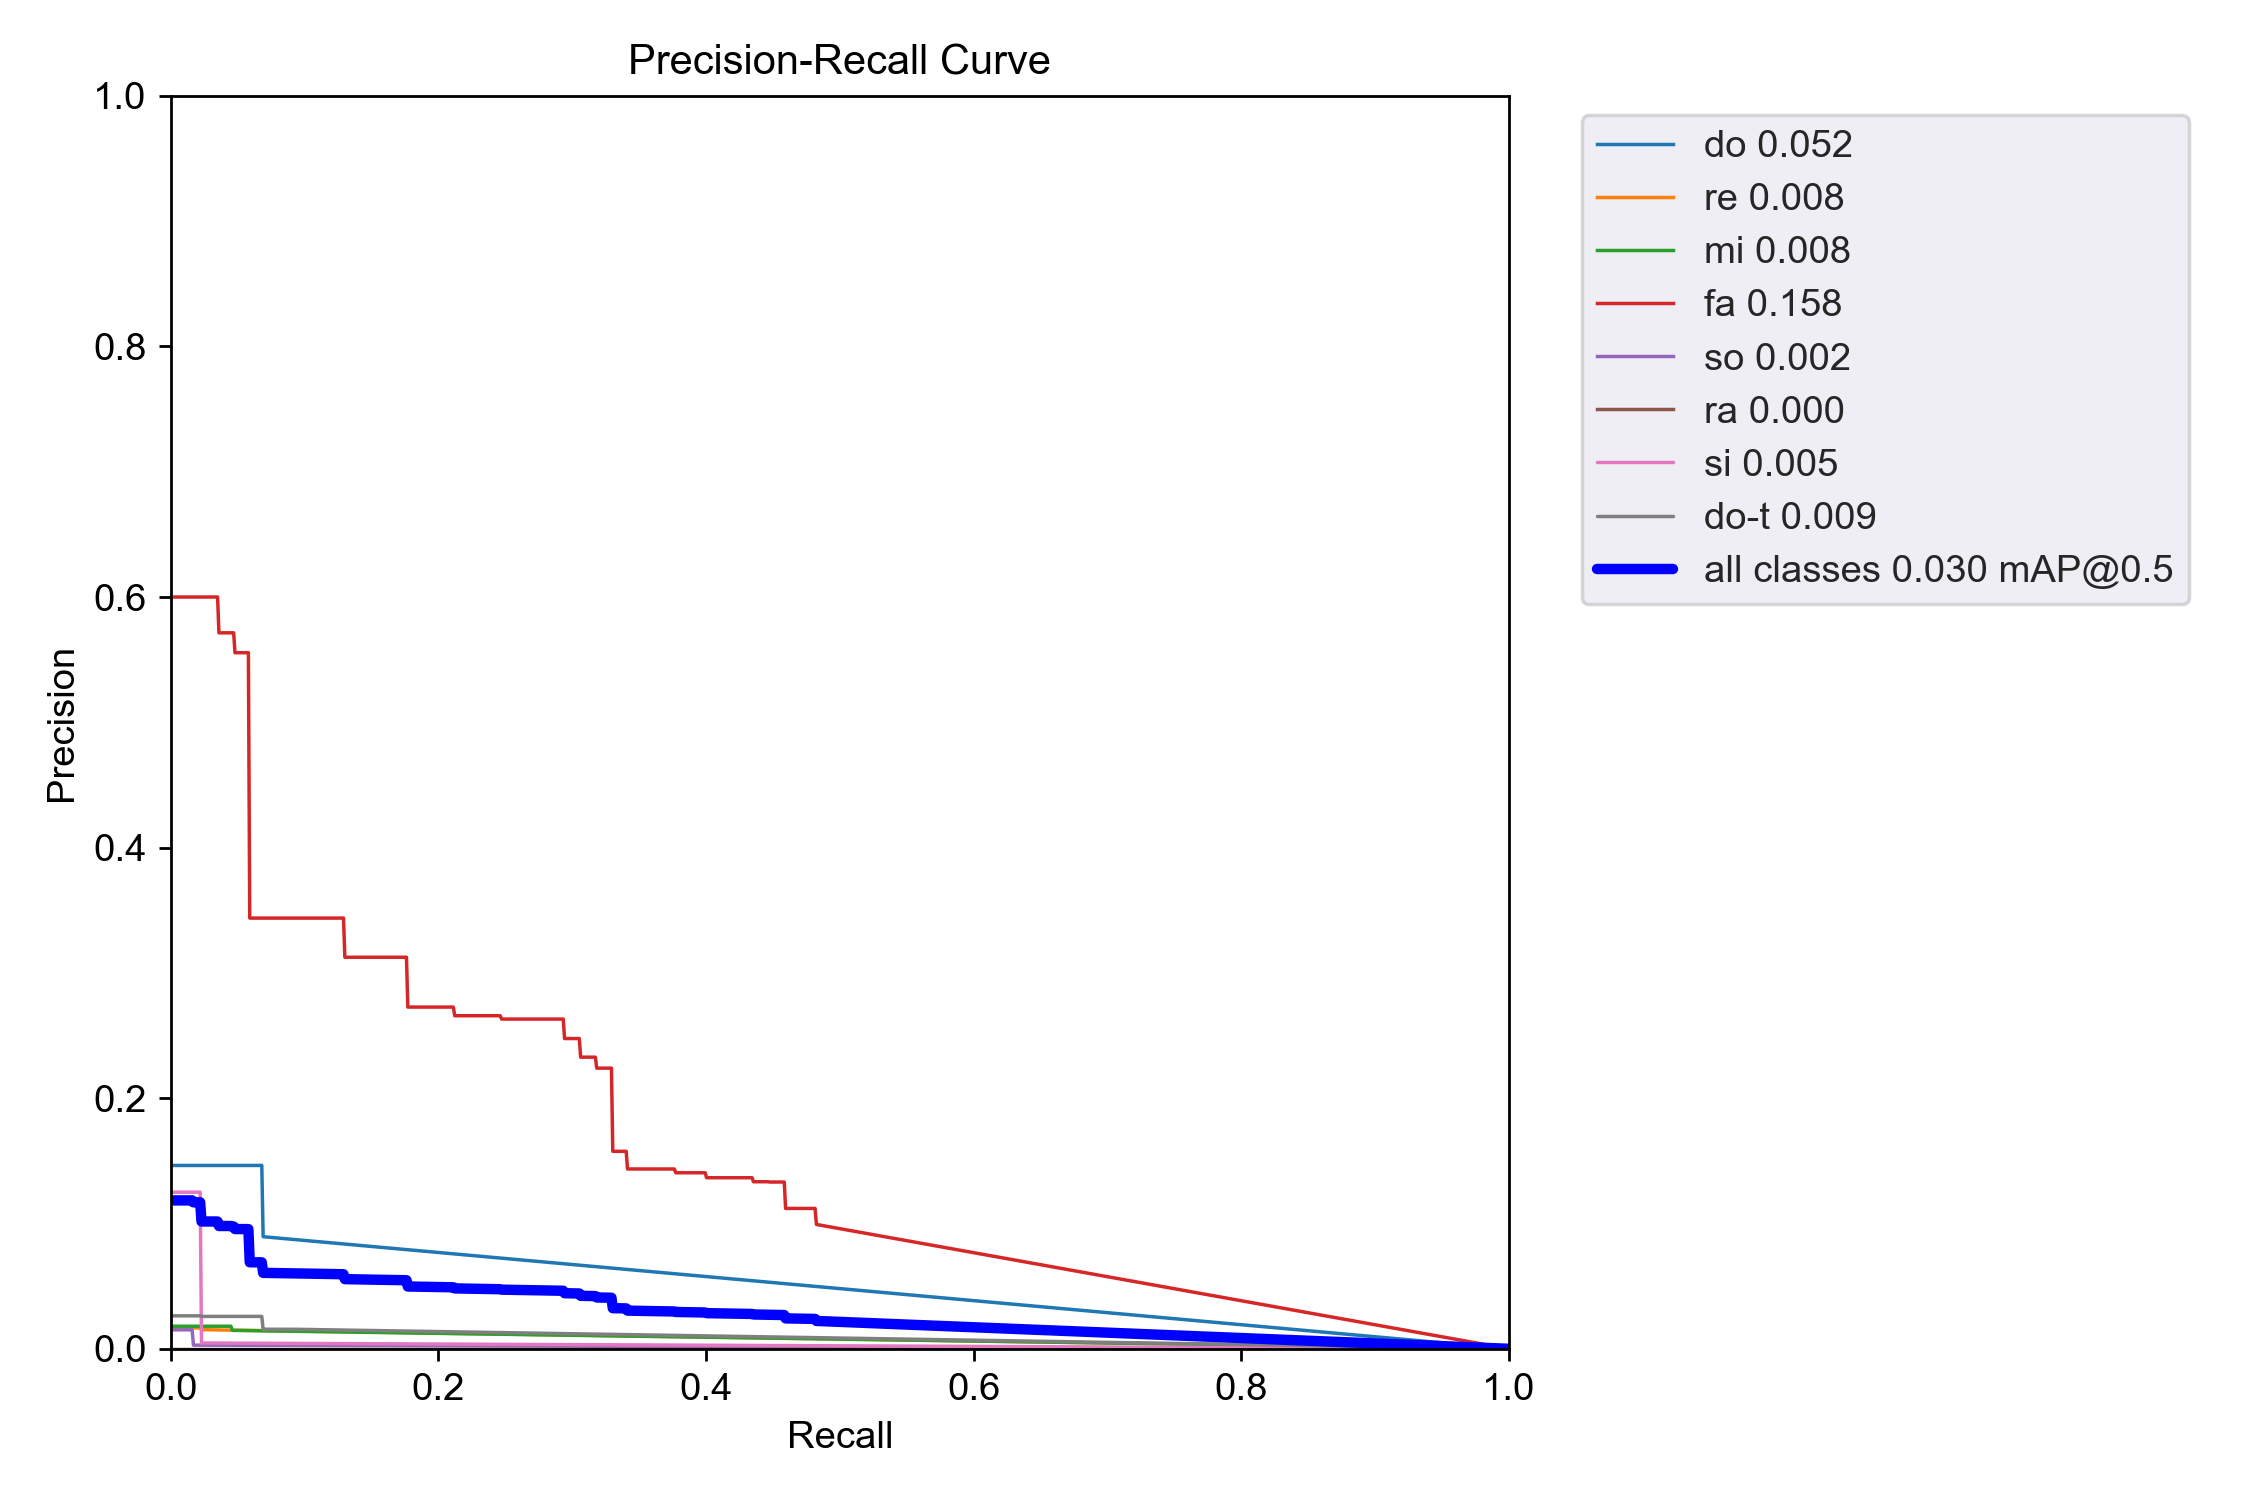 Precision-Recall Curve
1.0
0.8
0.6
0.4
0.2
0.0
Precision
0.0 0.2 0.4 0.6 0.8 1.0
Recall
do 0.052
re 0.008
mi 0.008
fa 0.158
so 0.002
ra 0.000
si 0.005
do-t 0.009
all classes 0.030 mAP@0.5